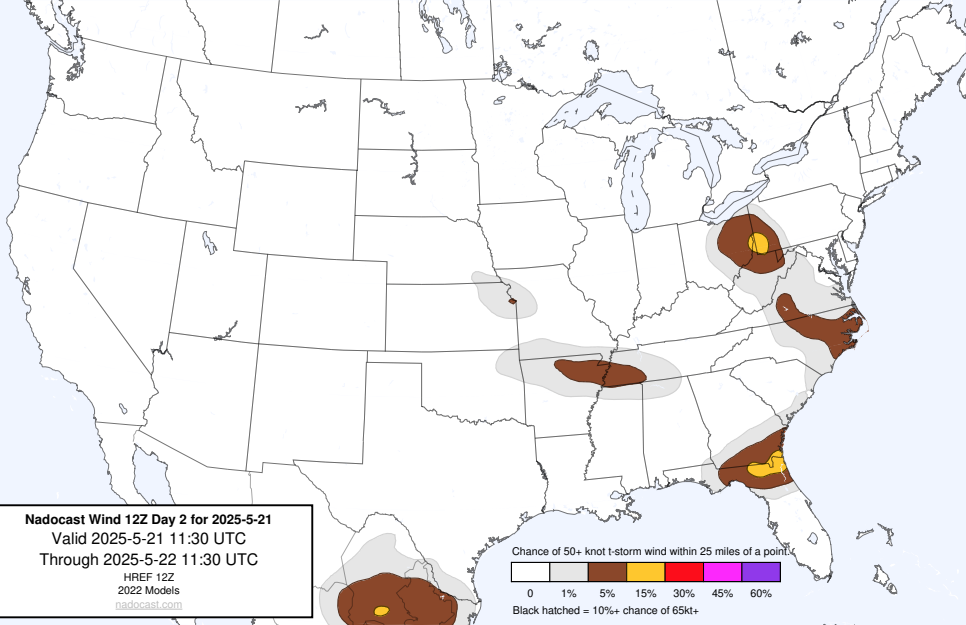 Nadocast Wind 12Z Day 2 for 2025-5-21
Valid 2025-5-21 11:30 UTC
Through 2025-5-22 11:30 UTC
HREF 12Z
2022 Models
nadocast.com
Chance of 50+ knot t-storm wind within 25 miles of a point.
0 1% 5% 15% 30% 45% 60%
Black hatched = 10%+ chance of 65kt+